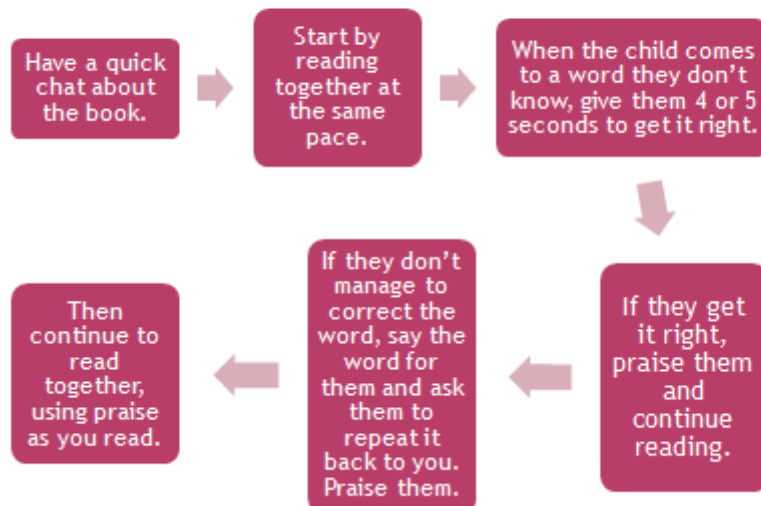 Have a quick
chat about
the book.
Start by
reading
together at
the same
pace.
When the child comes
to a word they don't
know, give them 4 or 5
seconds to get it right.
If they get
it right,
praise them
and
continue
reading.
If they don't
manage to
correct the
word, say the
word for
them and ask
them to
repeat it
back to you.
Praise them.
Then
continue to
read
together,
using praise
as you read.